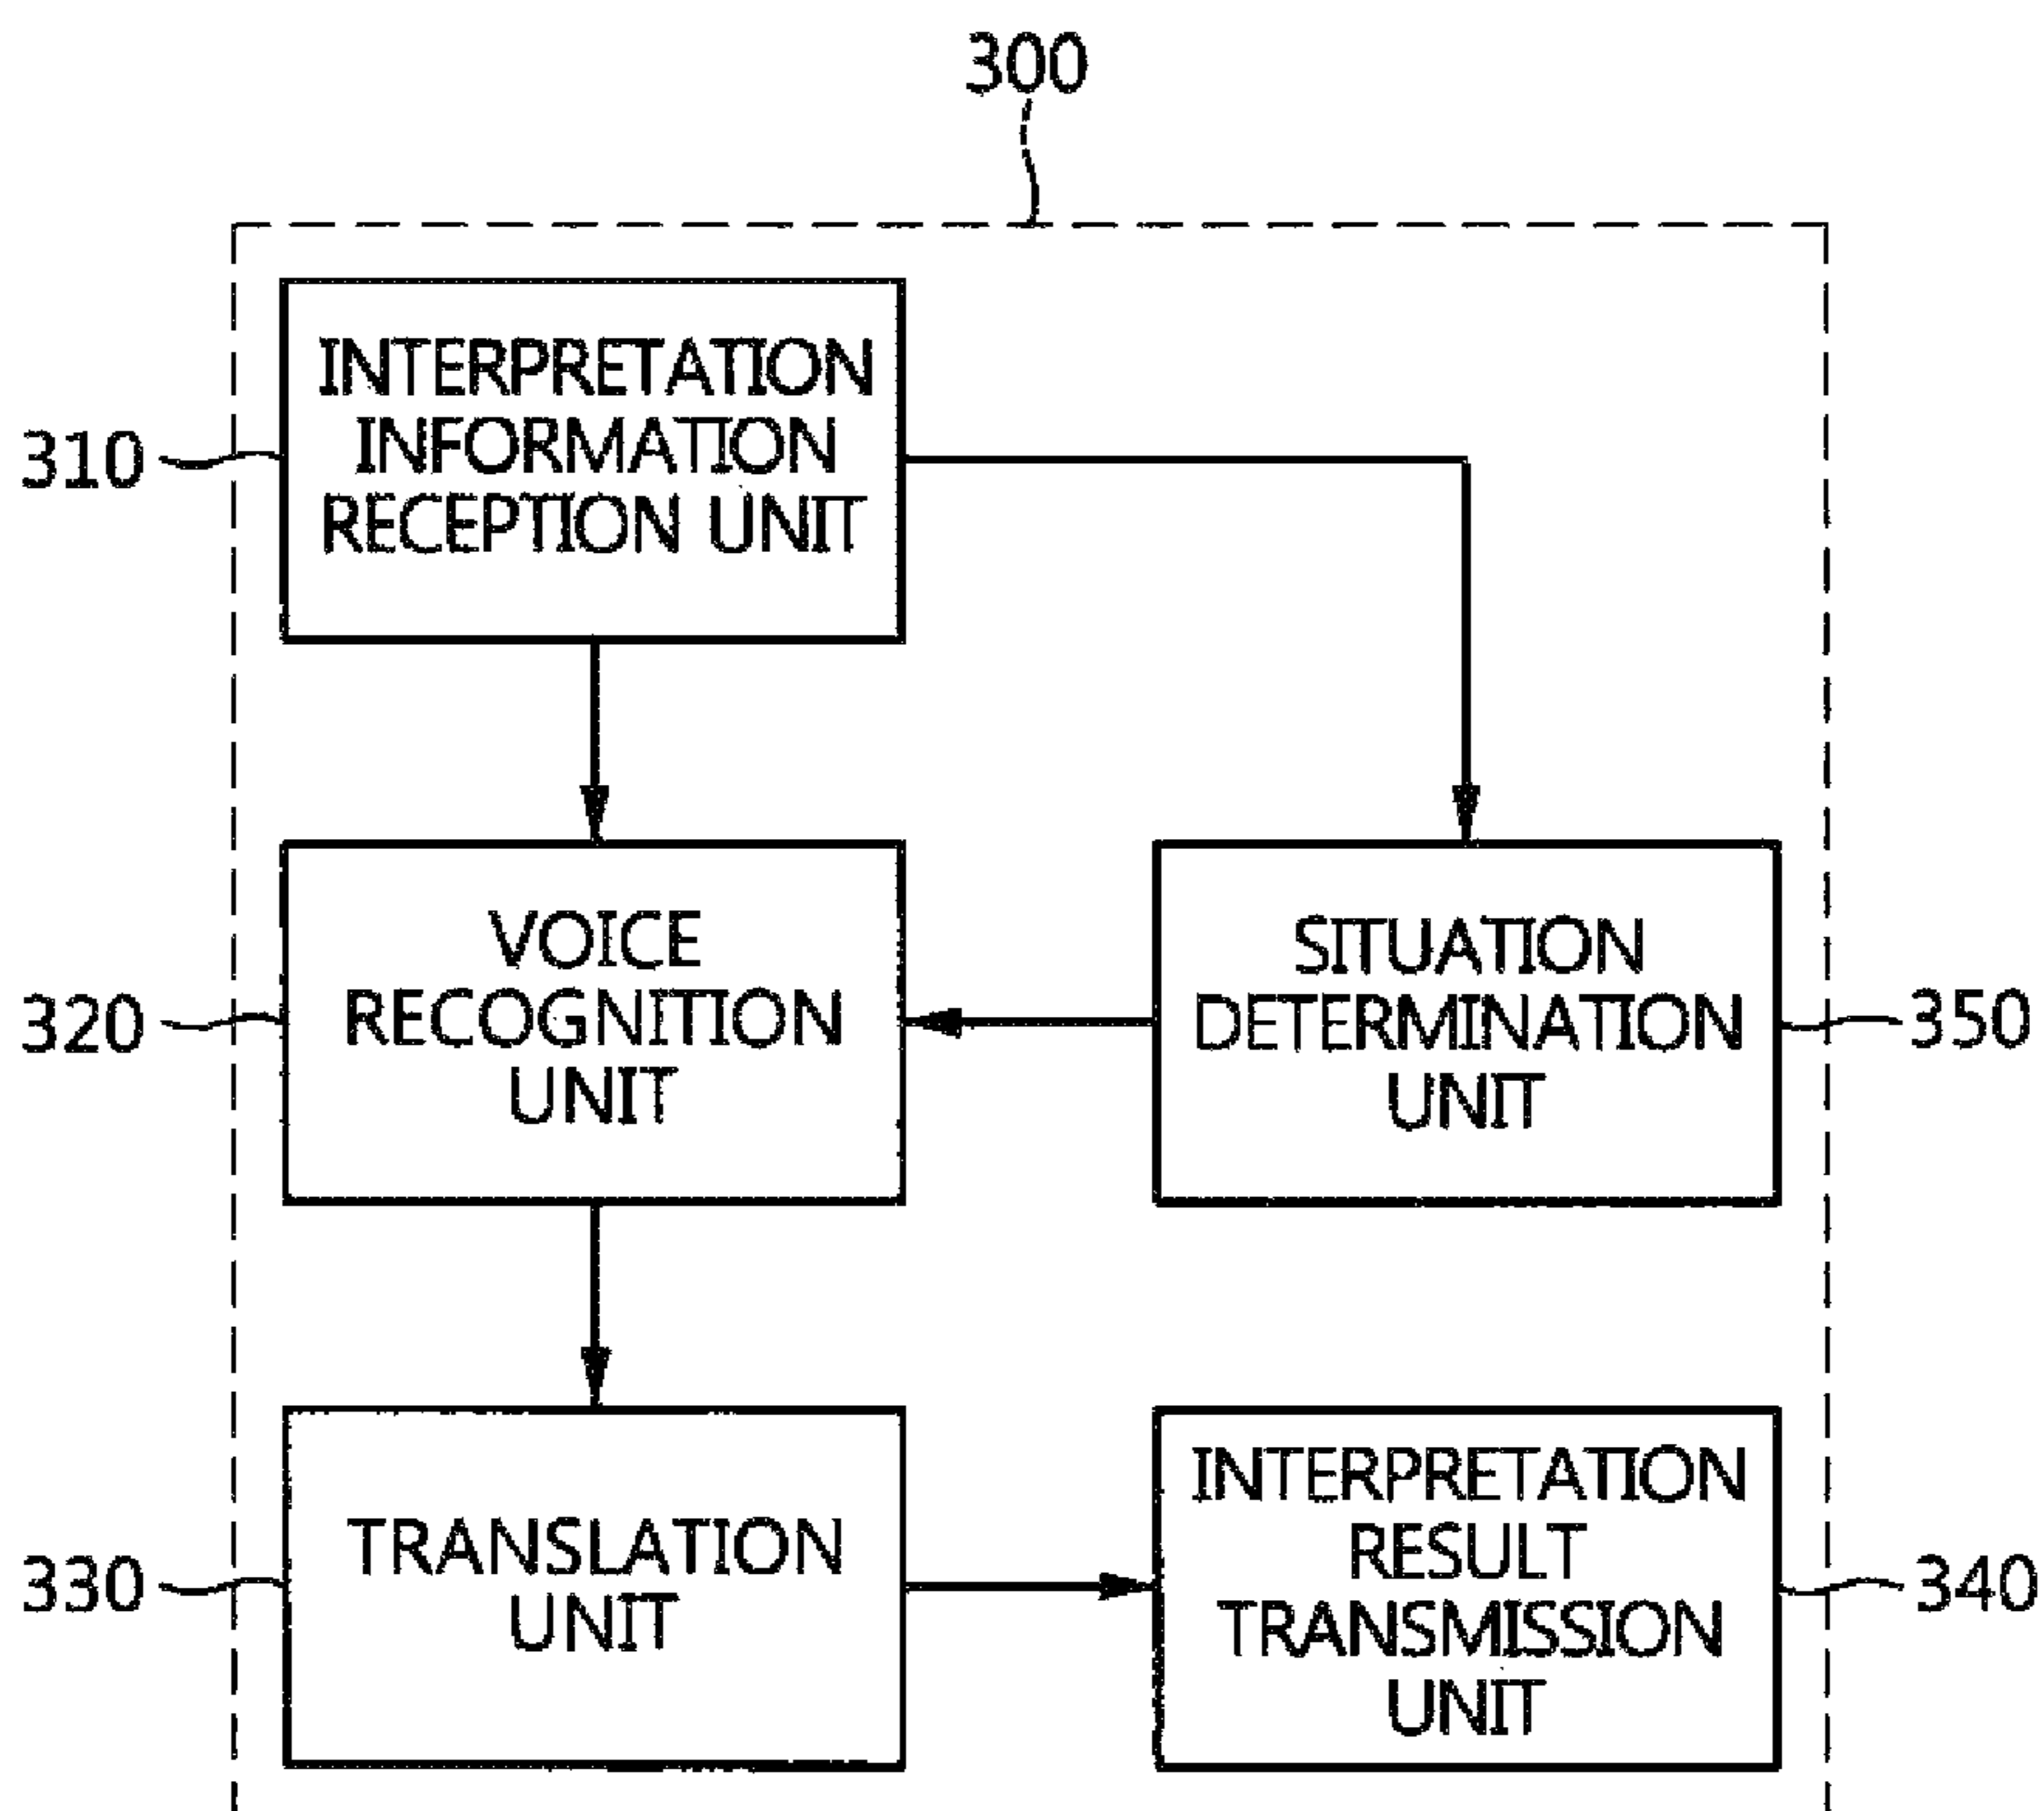 300
310
INTERPRETATION
INFORMATION
RECEPTION UNIT
320
VOICE
RECOGNITION
UNIT
SITUATION
DETERMINATION
UNIT
350
330
TRANSLATION
UNIT
INTERPRETATION
RESULT
TRANSMISSION
UNIT
340